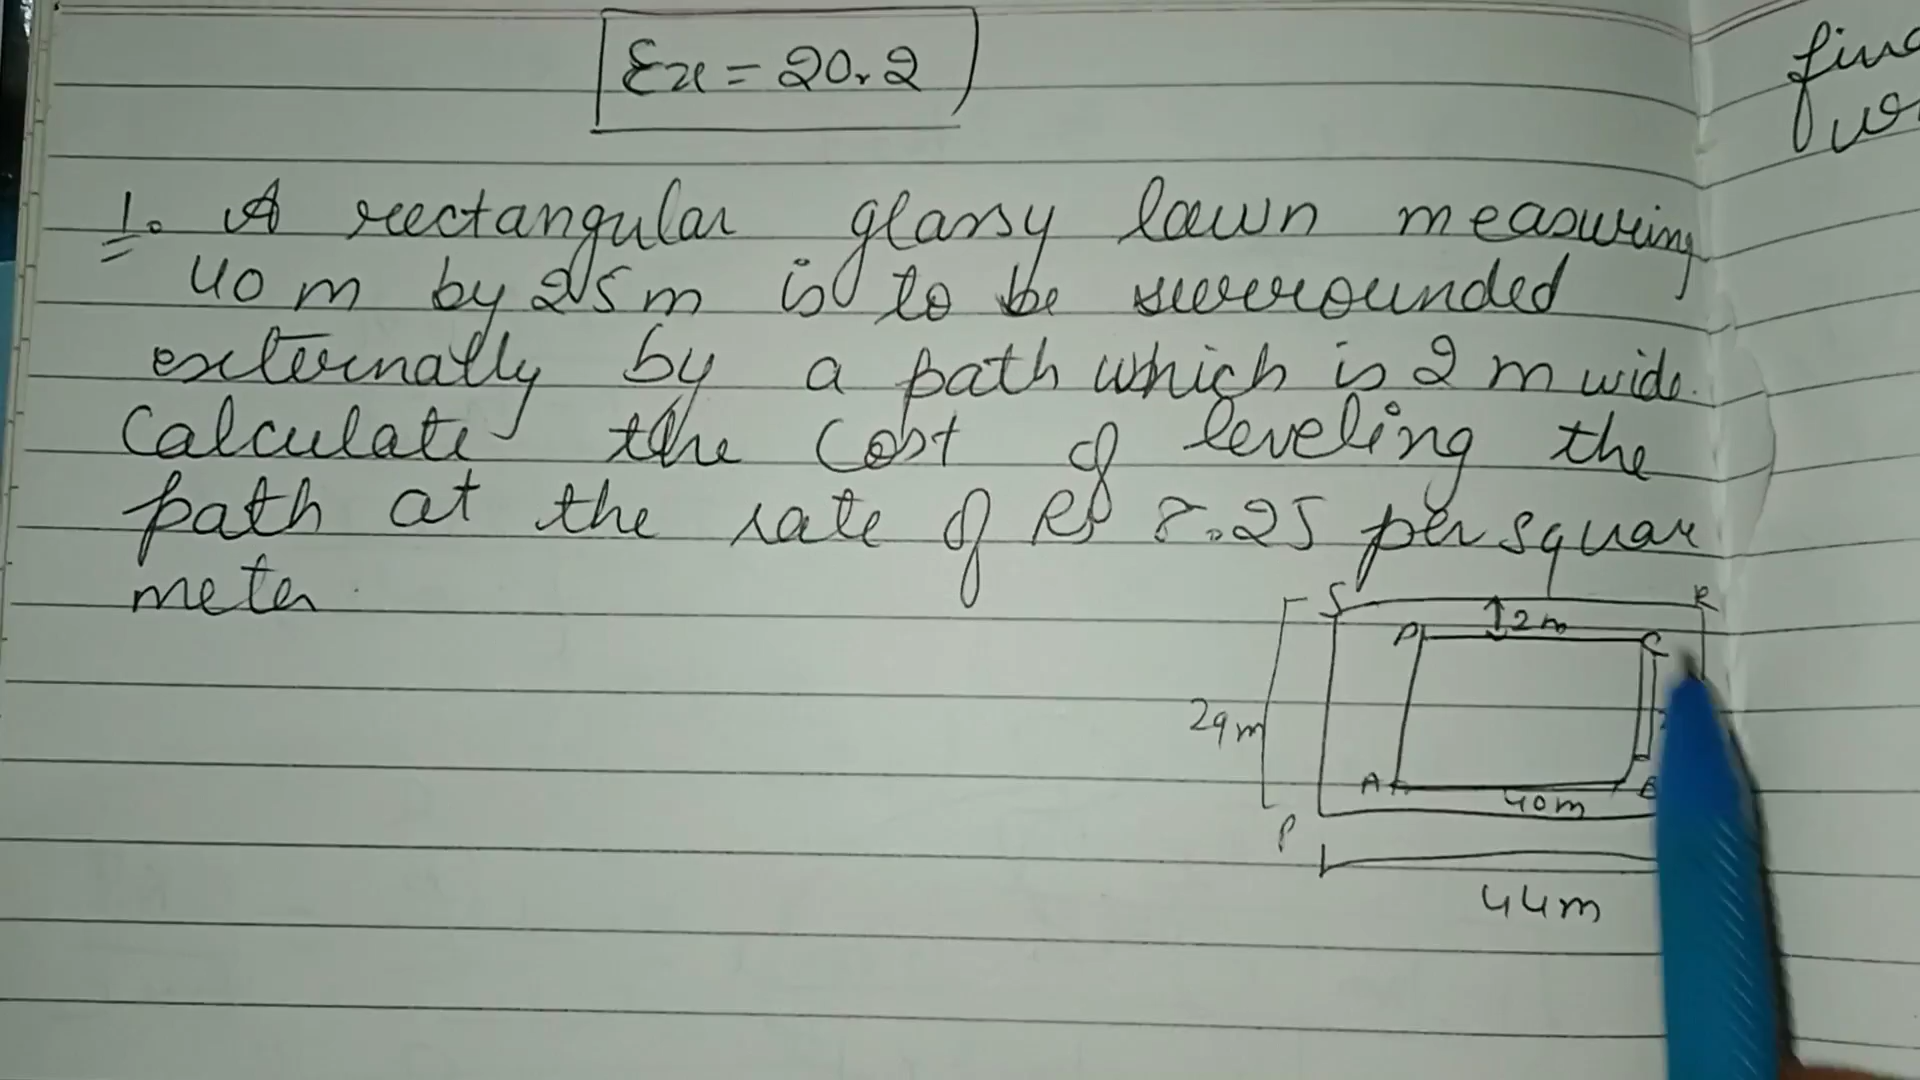 Ex = 20.2
1. A rectangular glassy lawn measuring
40 m by 25 m is to be surrounded
externally by a path which is 2 m wide.
Calculate the Cost of leveling the
path at the rate of Rs 8.25 per square
meter
S R
2m
D C
29m
A B
40m
P
44m
find